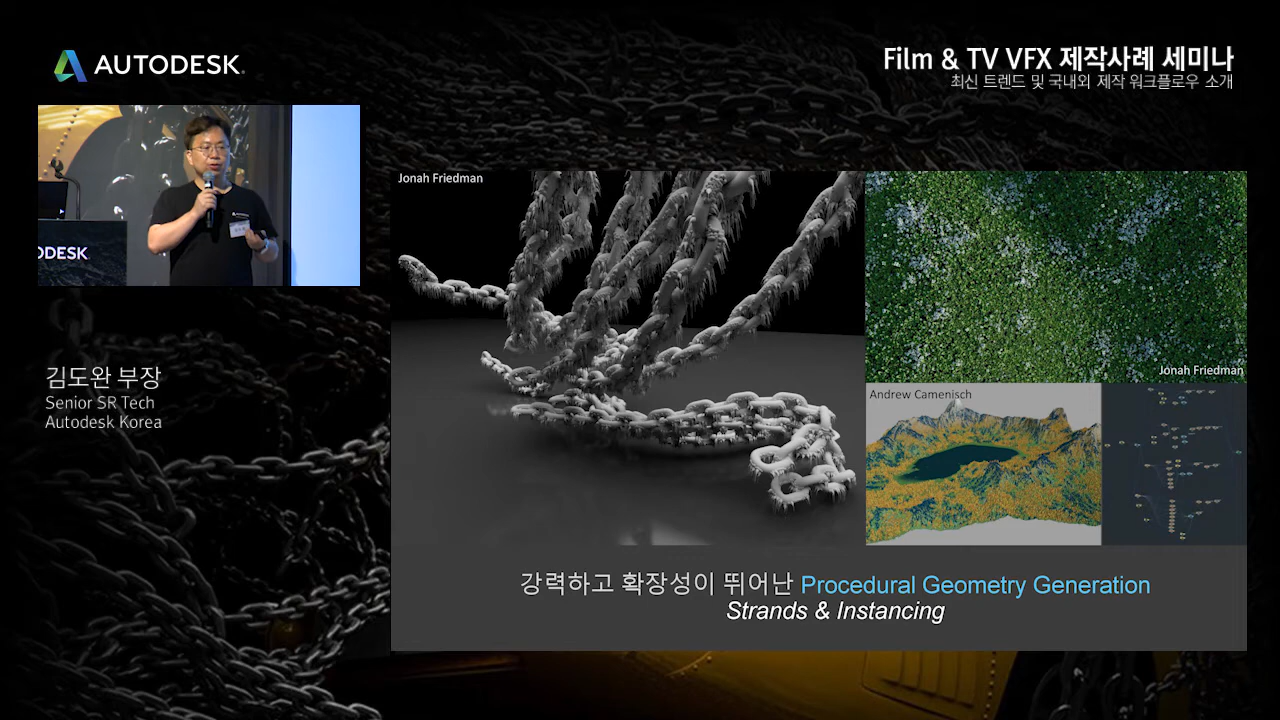 AUTODESK
Film & TV VFX 제작사례 세미나
최신 트렌드 및 국내외 제작 워크플로우 소개
DESK
김도완 부장
Senior SR Tech
Autodesk Korea
Jonah Friedman
Jonah Friedman
Andrew Camenisch
강력하고 확장성이 뛰어난 Procedural Geometry Generation
Strands & Instancing